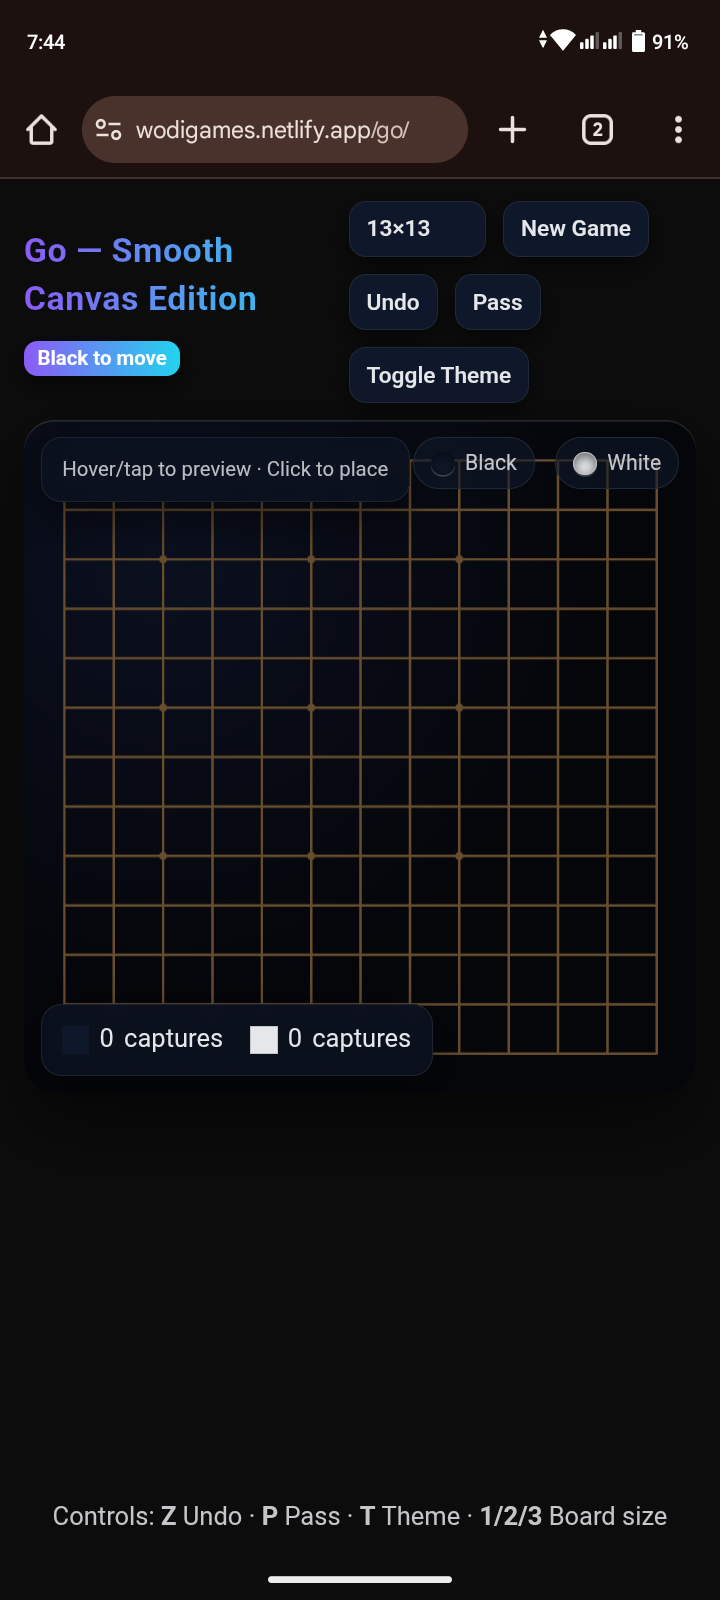 7:44
91%
wodigames.netlify.app/go/
2
Go — Smooth
Canvas Edition
Black to move
13×13
New Game
Undo
Pass
Toggle Theme
Hover/tap to preview · Click to place
Black
White
0 captures
0 captures
Controls: Z Undo · P Pass · T Theme · 1/2/3 Board size